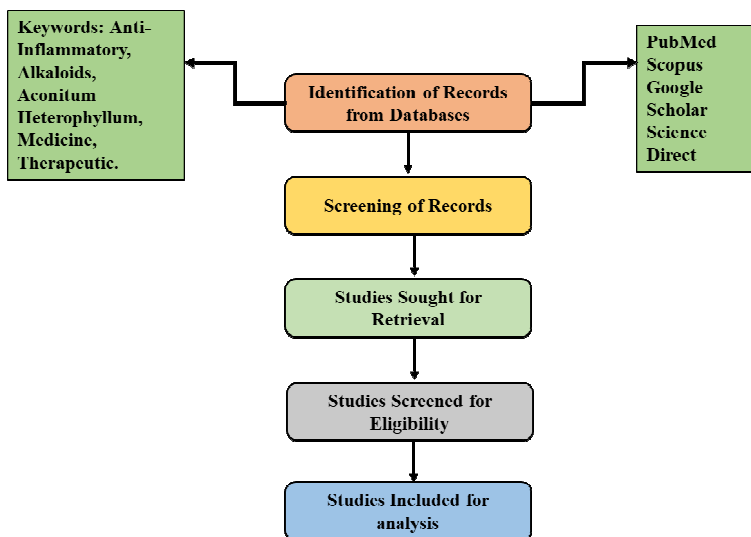 Keywords: Anti-
Inflammatory,
Alkaloids,
Aconitum
Heterophyllum,
Medicine,
Therapeutic.
Identification of Records
from Databases
PubMed
Scopus
Google
Scholar
Science
Direct
Screening of Records
Studies Sought for
Retrieval
Studies Screened for
Eligibility
Studies Included for
analysis